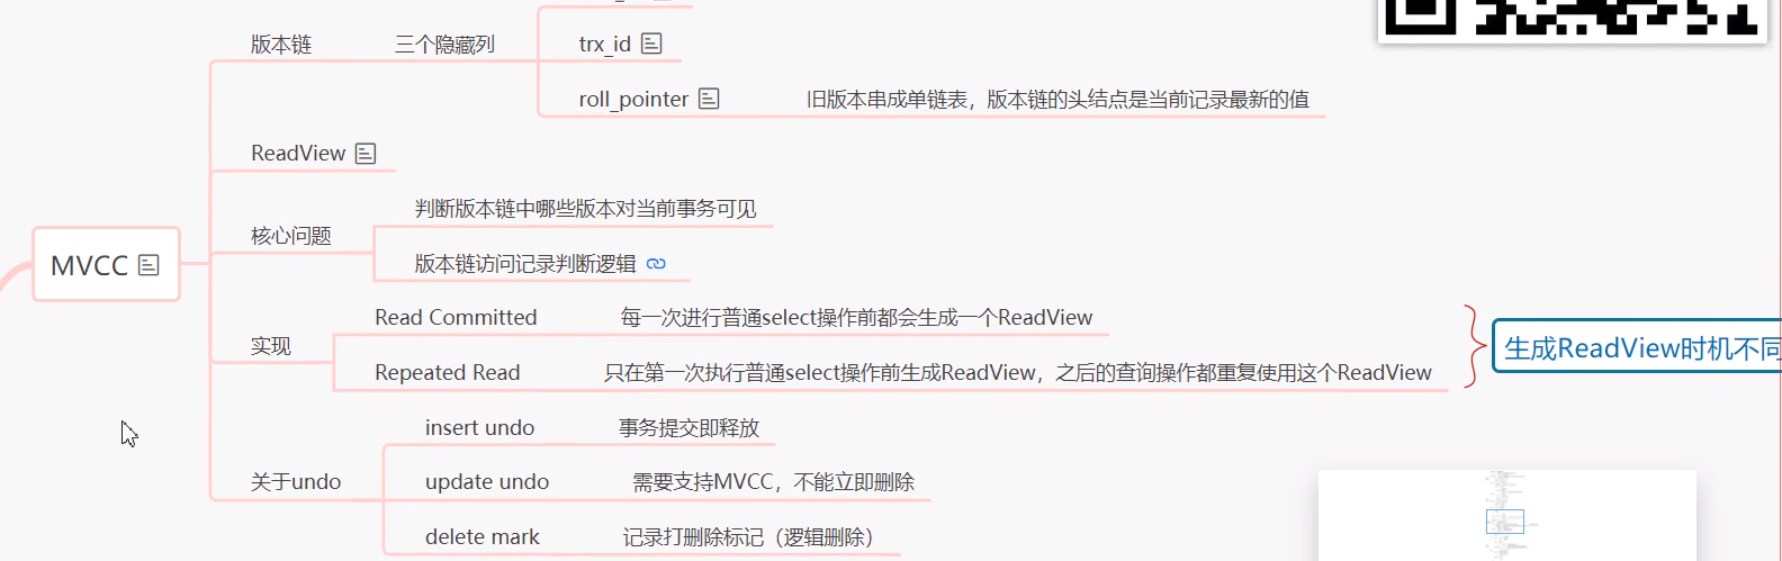 版本链
三个隐藏列
trx_id
roll_pointer
旧版本串成单链表，版本链的头结点是当前记录最新的值
ReadView
MVCC
核心问题
判断版本链中哪些版本对当前事务可见
版本链访问记录判断逻辑
实现
Read Committed
每一次进行普通select操作前都会生成一个ReadView
Repeated Read
只在第一次执行普通select操作前生成ReadView，之后的查询操作都重复使用这个ReadView
生成ReadView时机不同
关于undo
insert undo
事务提交即释放
update undo
需要支持MVCC，不能立即删除
delete mark
记录打删除标记（逻辑删除）